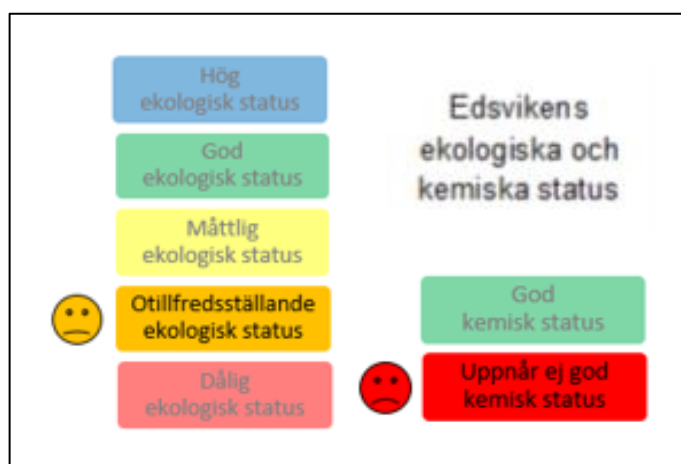 Hög
ekologisk status
God
ekologisk status
Måttlig
ekologisk status
Otillfredsställande
ekologisk status
Dålig
ekologisk status
Edsvikens
ekologiska och
kemiska status
God
kemisk status
Uppnår ej god
kemisk status